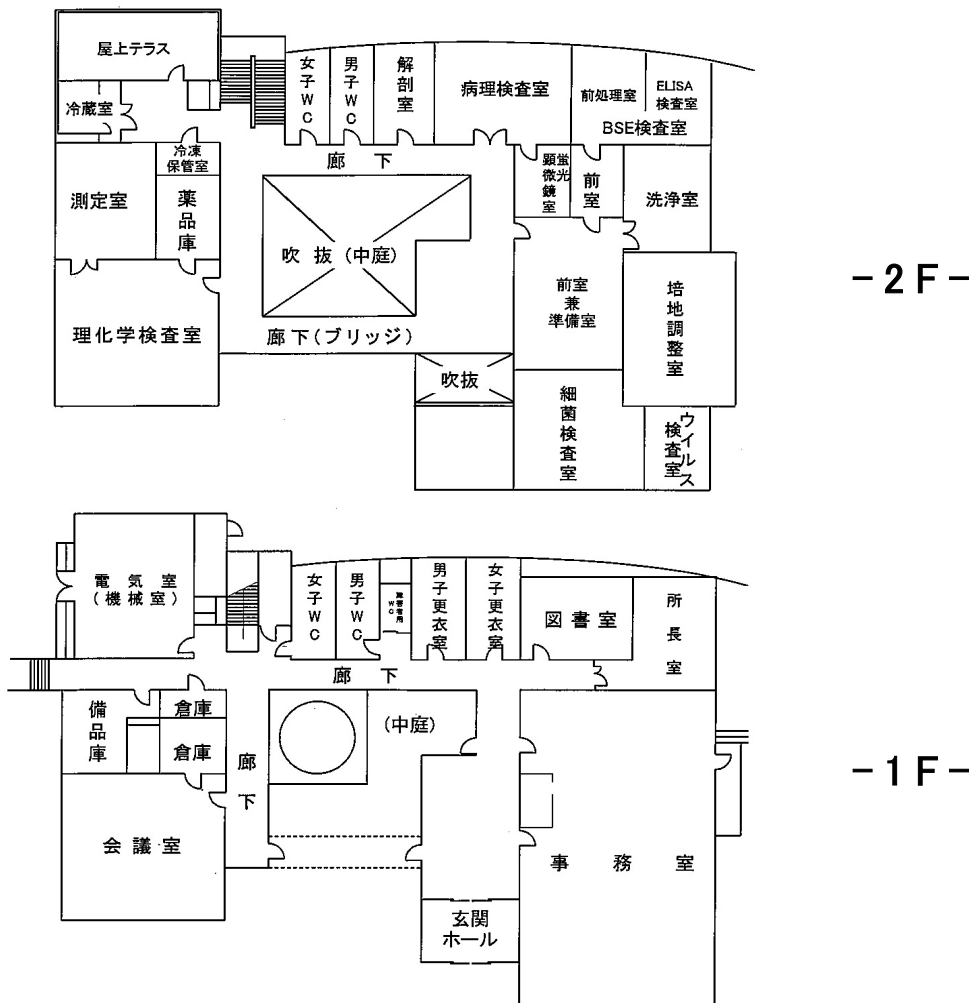 屋上テラス
冷蔵室
女子WC
男子WC
解剖室
病理検査室
前処理室
ELISA
検査室
BSE検査室
冷凍
保管室
廊 下
測定室
薬品庫
蛍光
顕微鏡室
前室
洗浄室
吹 抜 (中庭)
前室
兼
準備室
培地調整室
理化学検査室
廊下(ブリッジ)
吹抜
細菌検査室
ウイルス
検査室
-2F-
電 気 室
(機械室)
女子WC
男子WC
障害者用
WC
男子更衣室
女子更衣室
図書室
所長室
廊 下
備品庫
倉庫
倉庫
廊下
(中庭)
会 議 室
事 務 室
玄関
ホール
-1F-